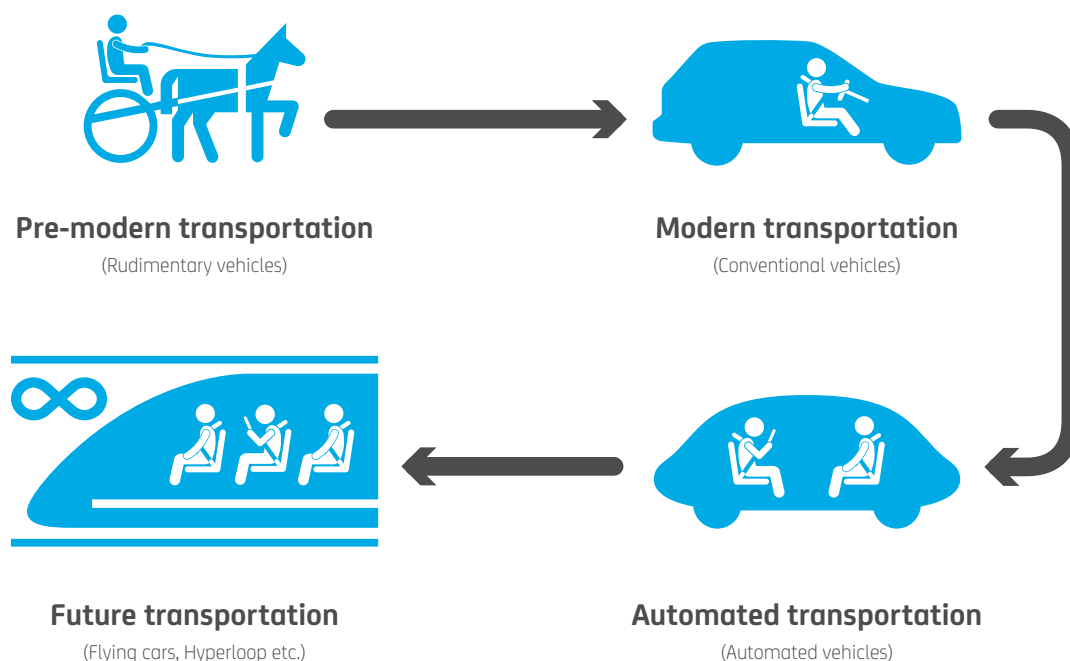 Pre-modern transportation
(Rudimentary vehicles)
Modern transportation
(Conventional vehicles)
Future transportation
(Flying cars, Hyperloop etc.)
Automated transportation
(Automated vehicles)